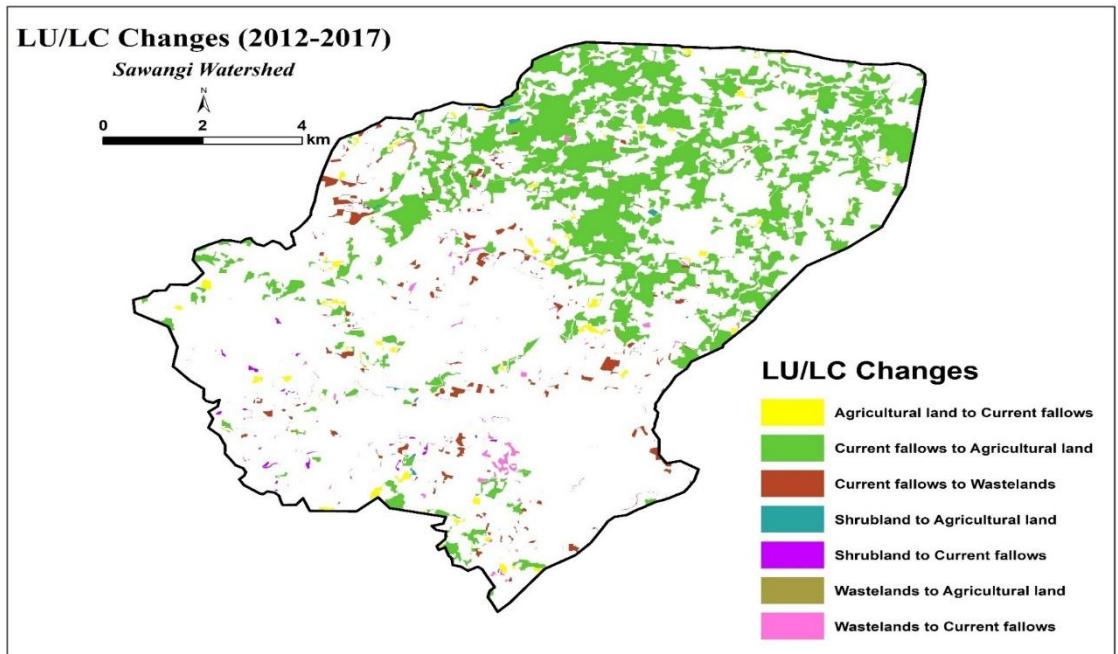 LU/LC Changes (2012-2017)
Sawangi Watershed
N
0 2 4
km
LU/LC Changes
Agricultural land to Current fallows
Current fallows to Agricultural land
Current fallows to Wastelands
Shrubland to Agricultural land
Shrubland to Current fallows
Wastelands to Agricultural land
Wastelands to Current fallows